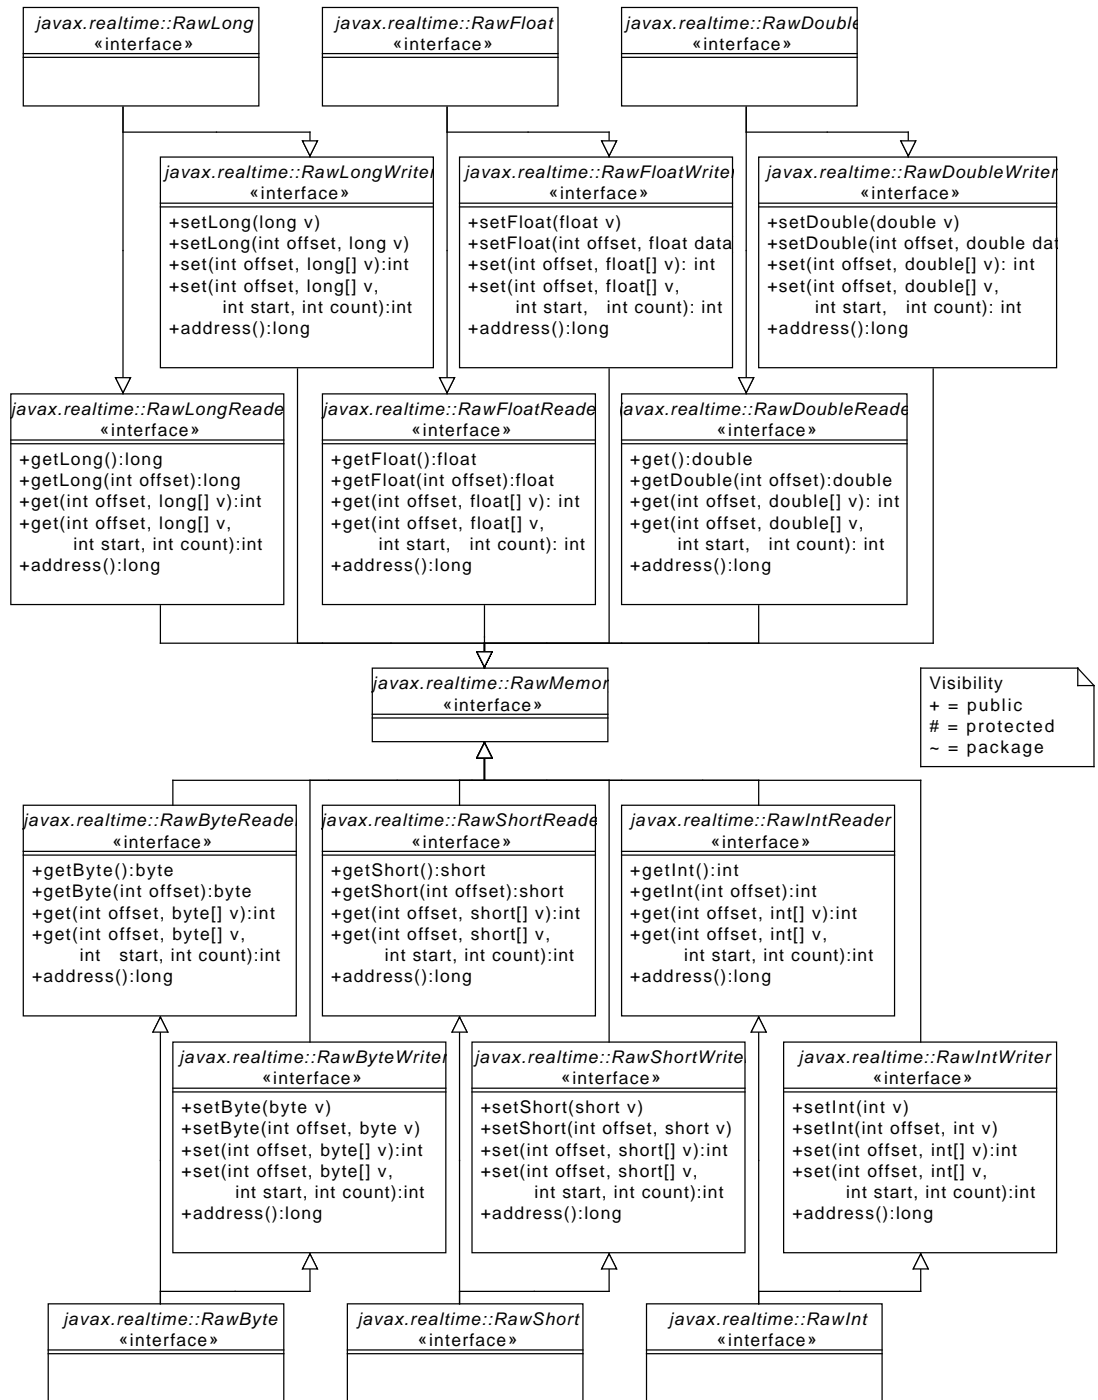 javax.realtime::RawLong
«interface»
javax.realtime::RawFloat
«interface»
javax.realtime::RawDouble
«interface»
javax.realtime::RawLongWriter
«interface»
+setLong(long v)
+setLong(int offset, long v)
+set(int offset, long[] v):int
+set(int offset, long[] v,
int start, int count):int
+address():long
javax.realtime::RawFloatWriter
«interface»
+setFloat(float v)
+setFloat(int offset, float data
+set(int offset, float[] v): int
+set(int offset, float[] v,
int start, int count): int
+address():long
javax.realtime::RawDoubleWriter
«interface»
+setDouble(double v)
+setDouble(int offset, double dat
+set(int offset, double[] v): int
+set(int offset, double[] v,
int start, int count): int
+address():long
javax.realtime::RawLongReade
«interface»
+getLong():long
+getLong(int offset):long
+get(int offset, long[] v):int
+get(int offset, long[] v,
int start, int count):int
+address():long
javax.realtime::RawFloatReade
«interface»
+getFloat():float
+getFloat(int offset):float
+get(int offset, float[] v): int
+get(int offset, float[] v,
int start, int count): int
+address():long
javax.realtime::RawDoubleReade
«interface»
+get():double
+getDouble(int offset):double
+get(int offset, double[] v): int
+get(int offset, double[] v,
int start, int count): int
+address():long
javax.realtime::RawMemor
«interface»
Visibility
+ = public
# = protected
~ = package
javax.realtime::RawByteReader
«interface»
+getByte():byte
+getByte(int offset):byte
+get(int offset, byte[] v):int
+get(int offset, byte[] v,
int start, int count):int
+address():long
javax.realtime::RawShortReade
«interface»
+getShort():short
+getShort(int offset):short
+get(int offset, short[] v):int
+get(int offset, short[] v,
int start, int count):int
+address():long
javax.realtime::RawIntReader
«interface»
+getInt():int
+getInt(int offset):int
+get(int offset, int[] v):int
+get(int offset, int[] v,
int start, int count):int
+address():long
javax.realtime::RawByteWriter
«interface»
+setByte(byte v)
+setByte(int offset, byte v)
+set(int offset, byte[] v):int
+set(int offset, byte[] v,
int start, int count):int
+address():long
javax.realtime::RawShortWrite
«interface»
+setShort(short v)
+setShort(int offset, short v)
+set(int offset, short[] v):int
+set(int offset, short[] v,
int start, int count):int
+address():long
javax.realtime::RawIntWriter
«interface»
+setInt(int v)
+setInt(int offset, int v)
+set(int offset, int[] v):int
+set(int offset, int[] v,
int start, int count):int
+address():long
javax.realtime::RawByte
«interface»
javax.realtime::RawShort
«interface»
javax.realtime::RawInt
«interface»